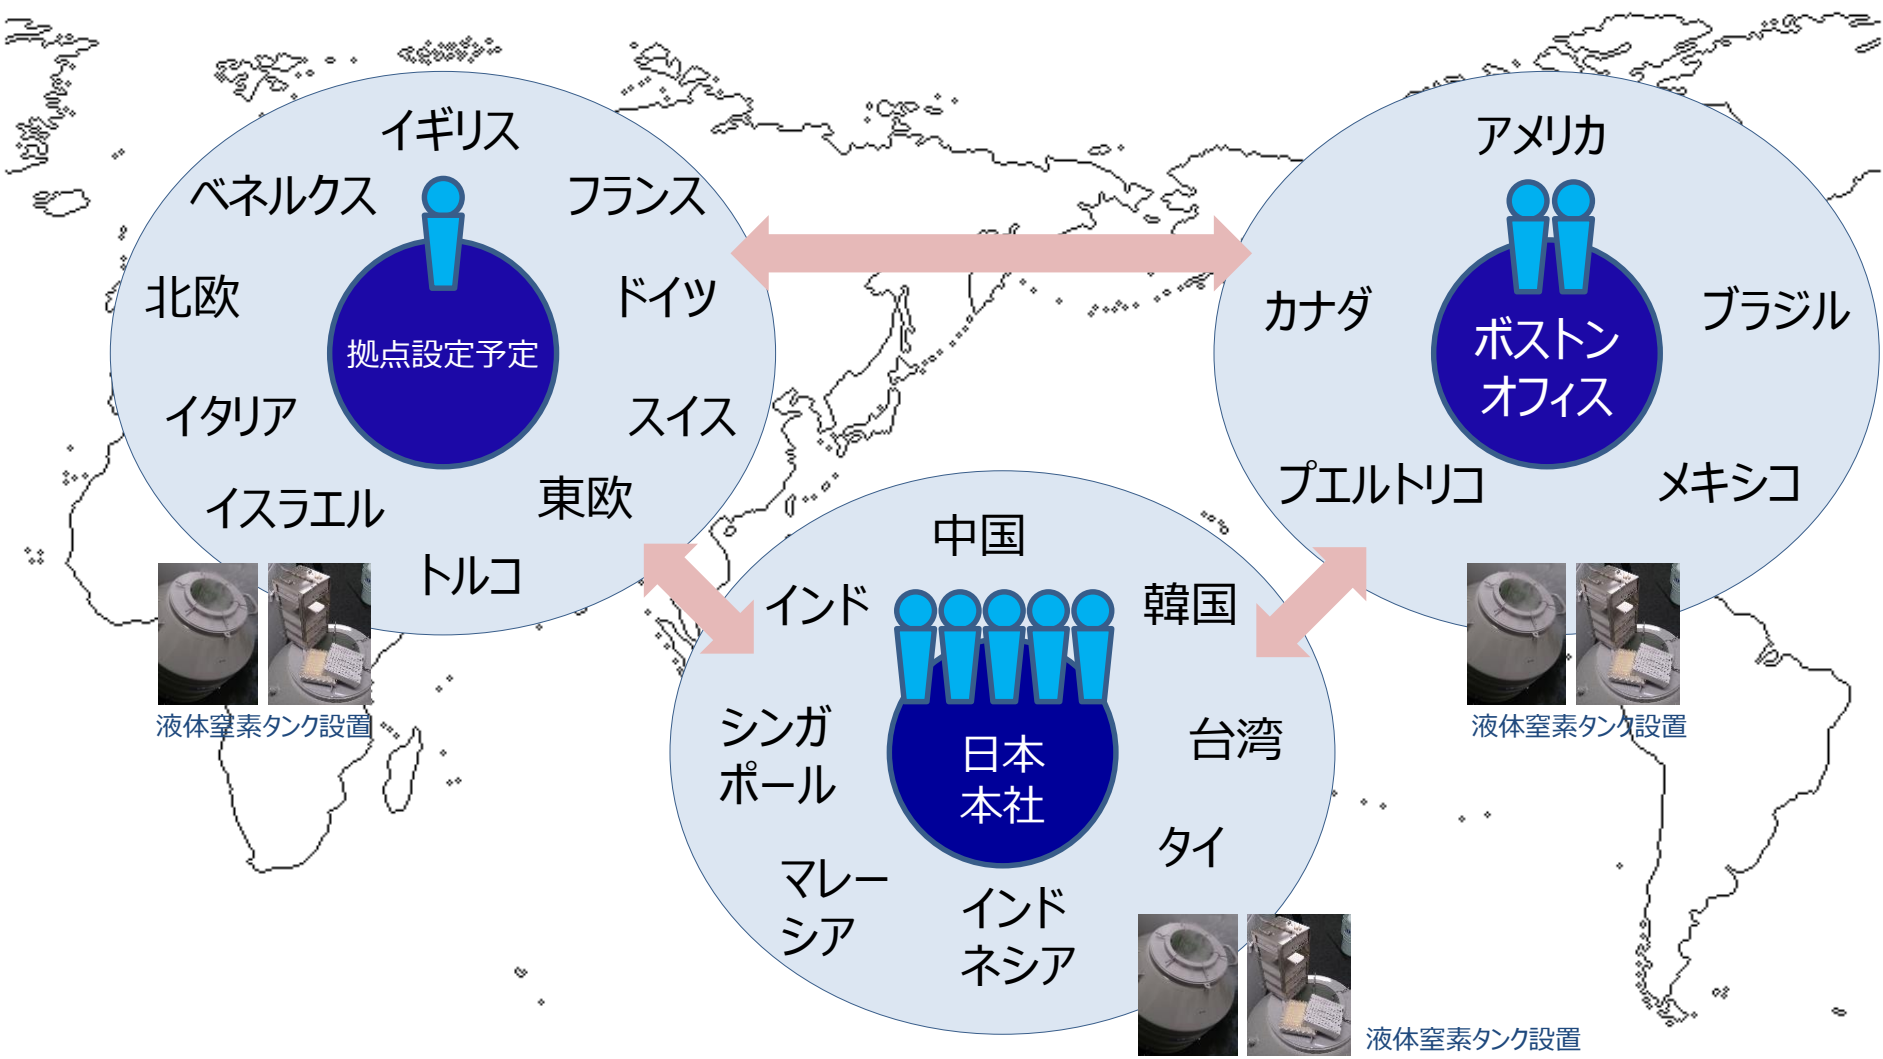 イギリス
ベネルクス
フランス
北欧
ドイツ
拠点設定予定
イタリア
スイス
イスラエル
東欧
トルコ
液体窒素タンク設置
アメリカ
カナダ
ブラジル
ボストン
オフィス
プエルトリコ
メキシコ
液体窒素タンク設置
中国
インド
韓国
シンガ
ポール
台湾
日本
本社
タイ
マレー
シア
インド
ネシア
液体窒素タンク設置